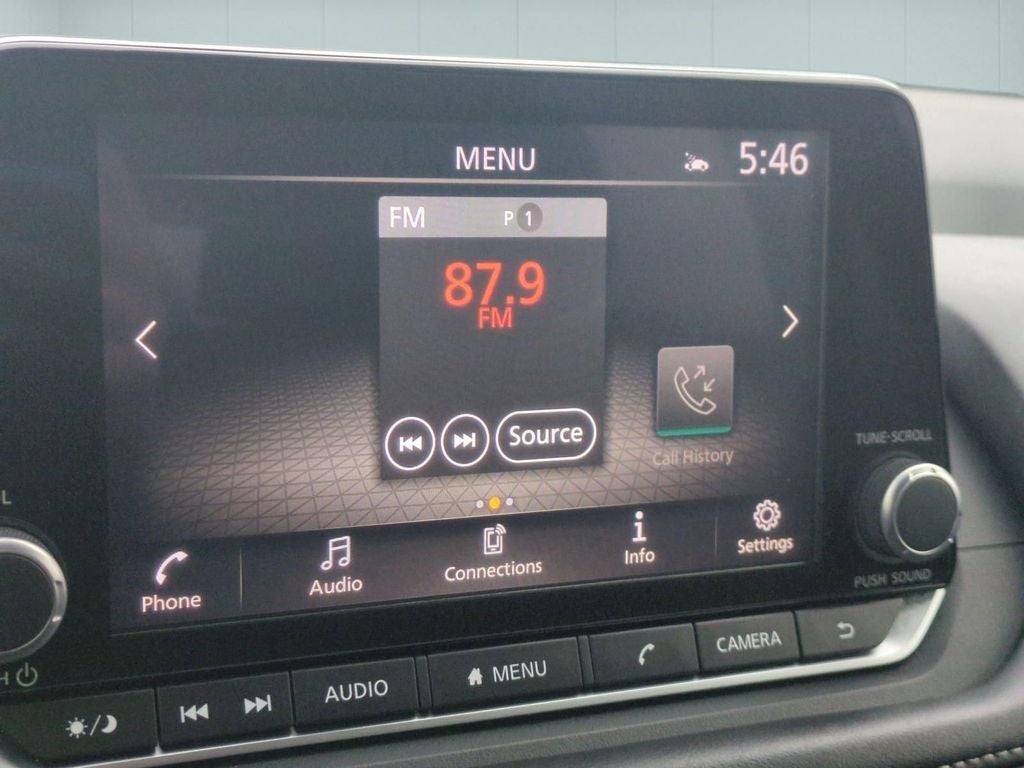 MENU 5:46
FM P 1
87.9
FM
Source
Call History
Phone Audio Connections Info Settings
TUNE-SCROLL
PUSH SOUND
AUDIO MENU CAMERA